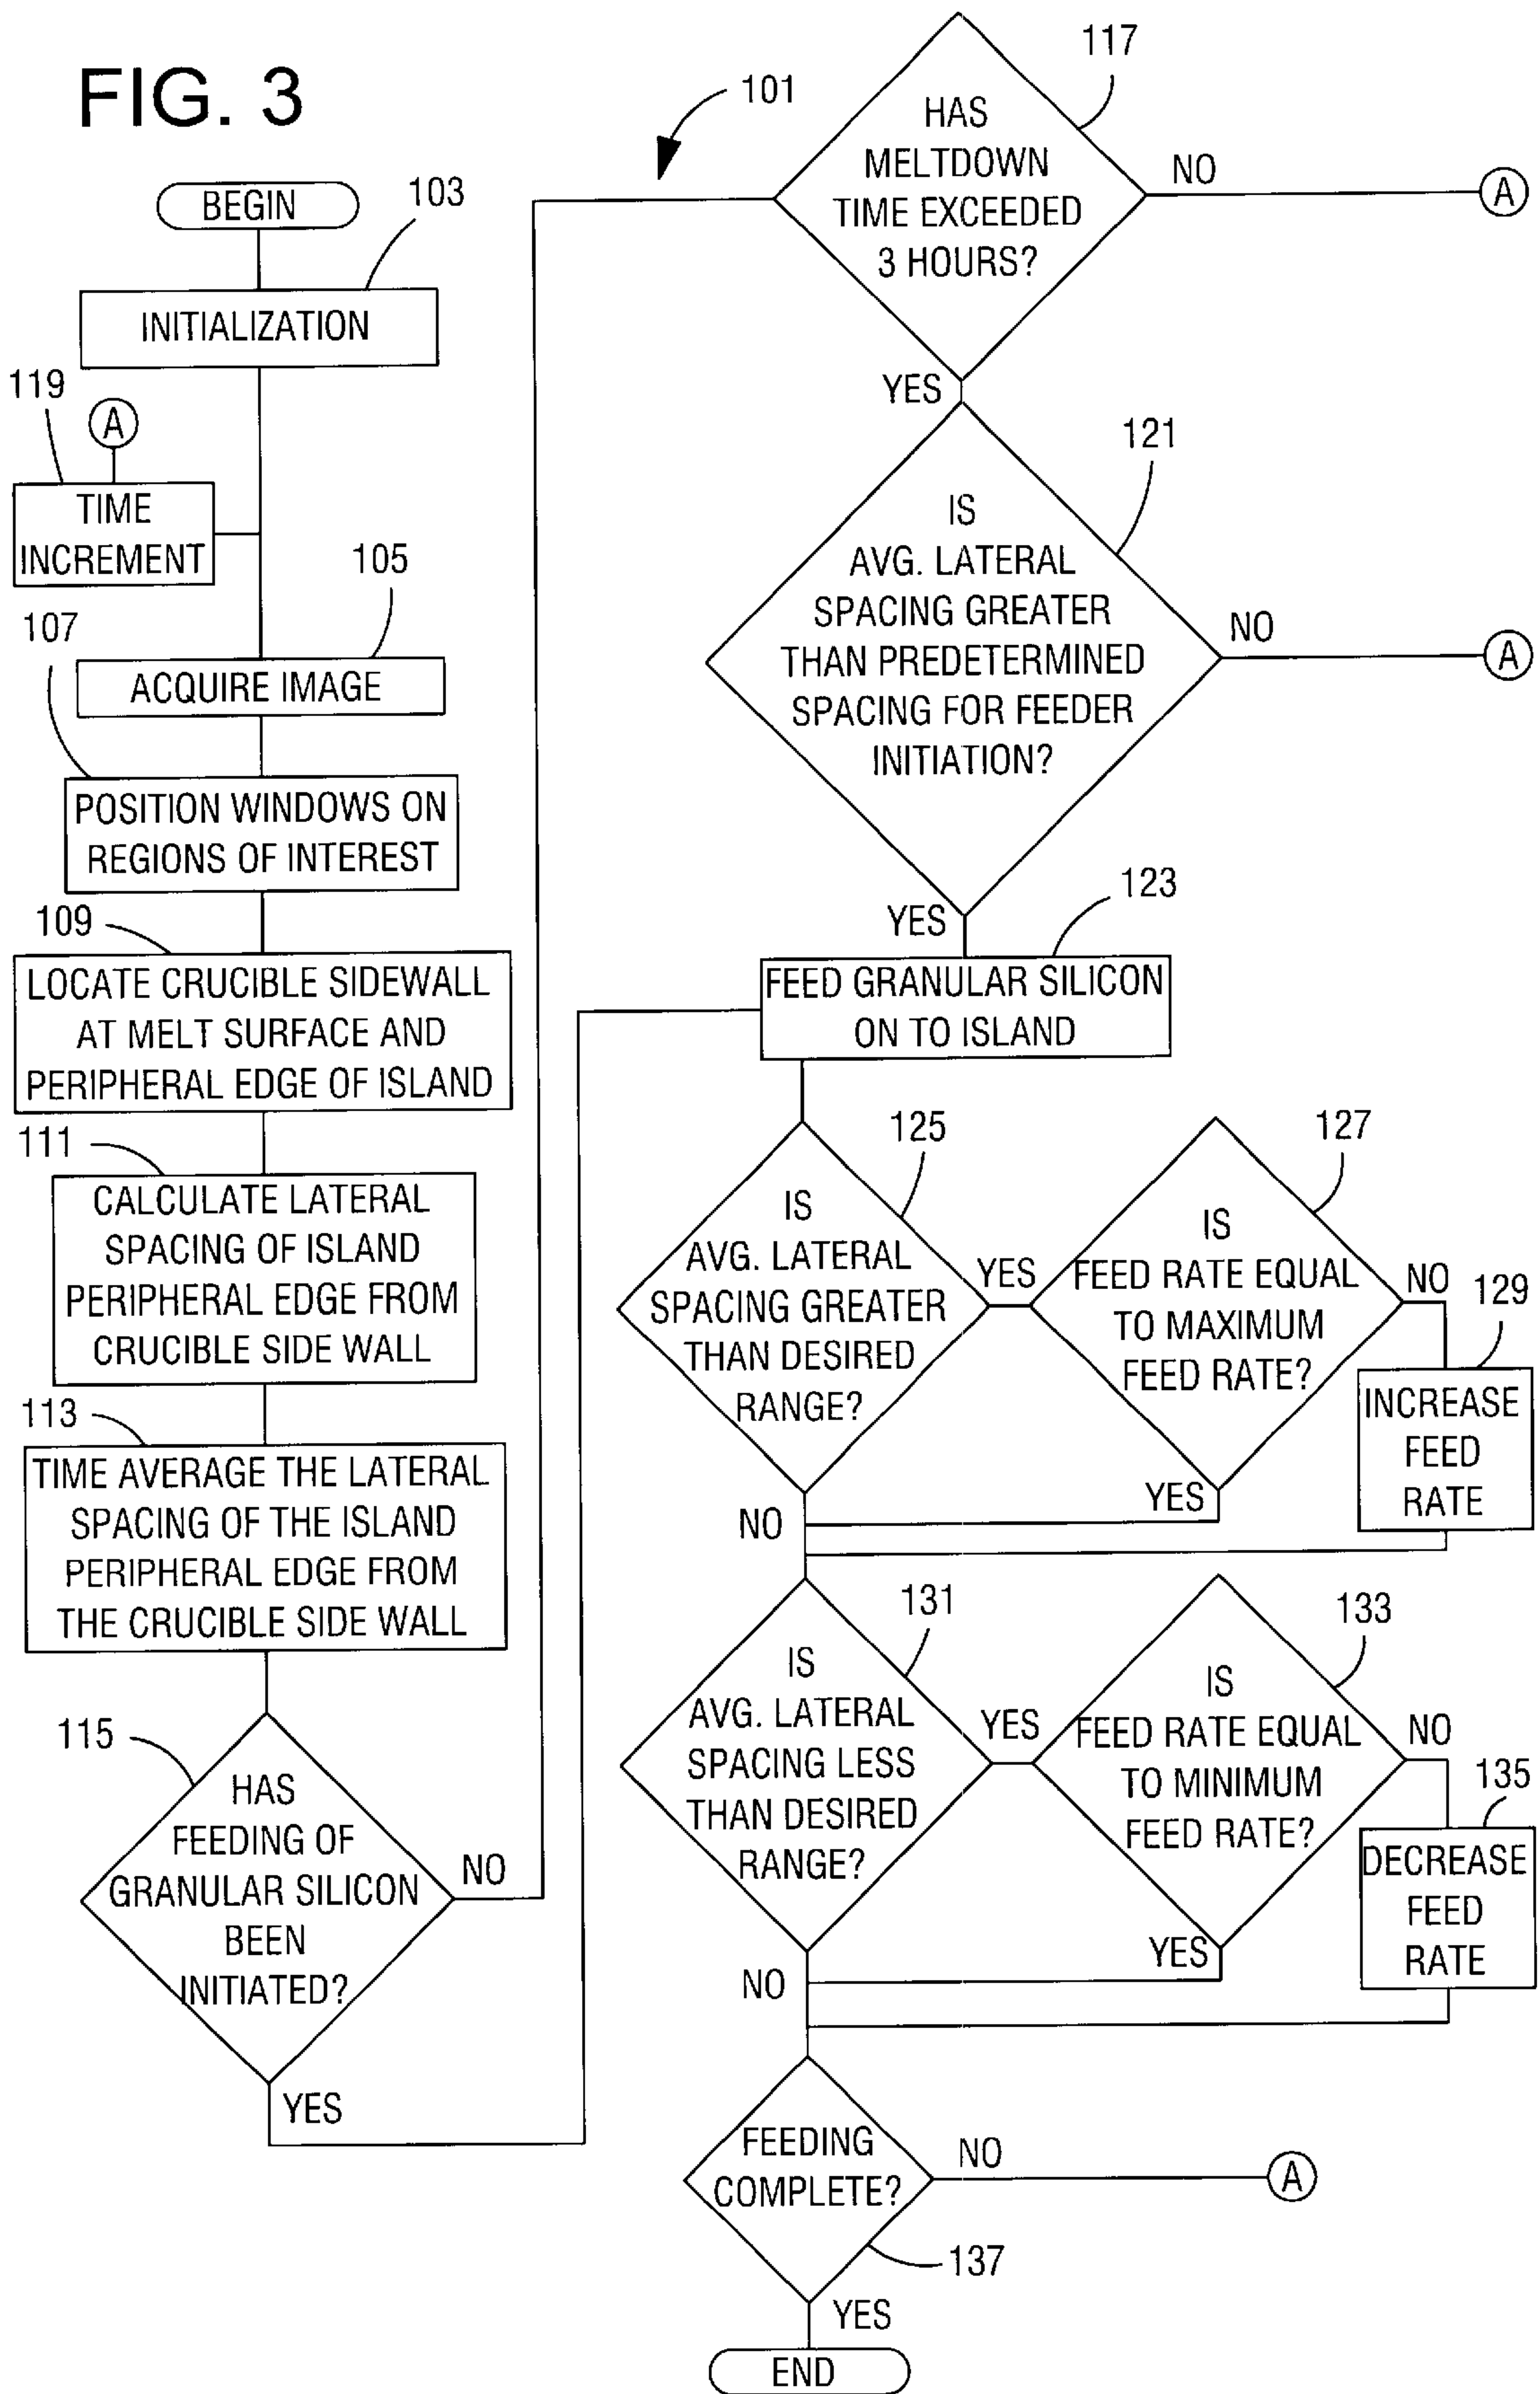 FIG. 3
BEGIN
103
INITIALIZATION
119
A
TIME
INCREMENT
105
ACQUIRE IMAGE
107
POSITION WINDOWS ON
REGIONS OF INTEREST
109
LOCATE CRUCIBLE SIDEWALL
AT MELT SURFACE AND
PERIPHERAL EDGE OF ISLAND
111
CALCULATE LATERAL
SPACING OF ISLAND
PERIPHERAL EDGE FROM
CRUCIBLE SIDE WALL
113
TIME AVERAGE THE LATERAL
SPACING OF THE ISLAND
PERIPHERAL EDGE FROM
THE CRUCIBLE SIDE WALL
115
HAS
FEEDING OF
GRANULAR SILICON
BEEN
INITIATED?
NO
YES
101
117
HAS
MELTDOWN
TIME EXCEEDED
3 HOURS?
NO
A
YES
121
IS
AVG. LATERAL
SPACING GREATER
THAN PREDETERMINED
SPACING FOR FEEDER
INITIATION?
NO
A
YES
123
FEED GRANULAR SILICON
ON TO ISLAND
125
IS
AVG. LATERAL
SPACING GREATER
THAN DESIRED
RANGE?
YES
NO
127
IS
FEED RATE EQUAL
TO MAXIMUM
FEED RATE?
NO
YES
129
INCREASE
FEED
RATE
131
IS
AVG. LATERAL
SPACING LESS
THAN DESIRED
RANGE?
YES
NO
133
IS
FEED RATE EQUAL
TO MINIMUM
FEED RATE?
NO
YES
135
DECREASE
FEED
RATE
FEEDING
COMPLETE?
NO
A
137
YES
END